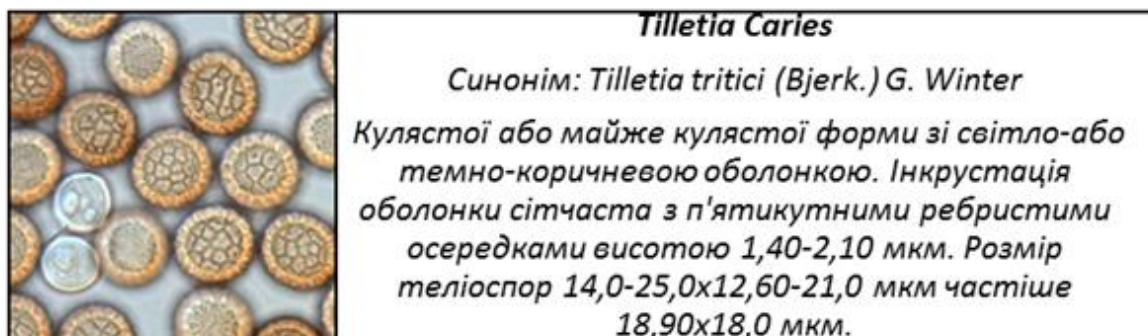 Tilletia Caries
Синонім: Tilletia tritici (Bjerk.) G. Winter
Кулястої або майже кулястої форми зі світло-або
темно-коричневою оболонкою. Інкрустація
оболонки сітчаста з п'ятикутними ребристими
осередками висотою 1,40-2,10 мкм. Розмір
теліоспор 14,0-25,0х12,60-21,0 мкм частіше
18,90х18,0 мкм.